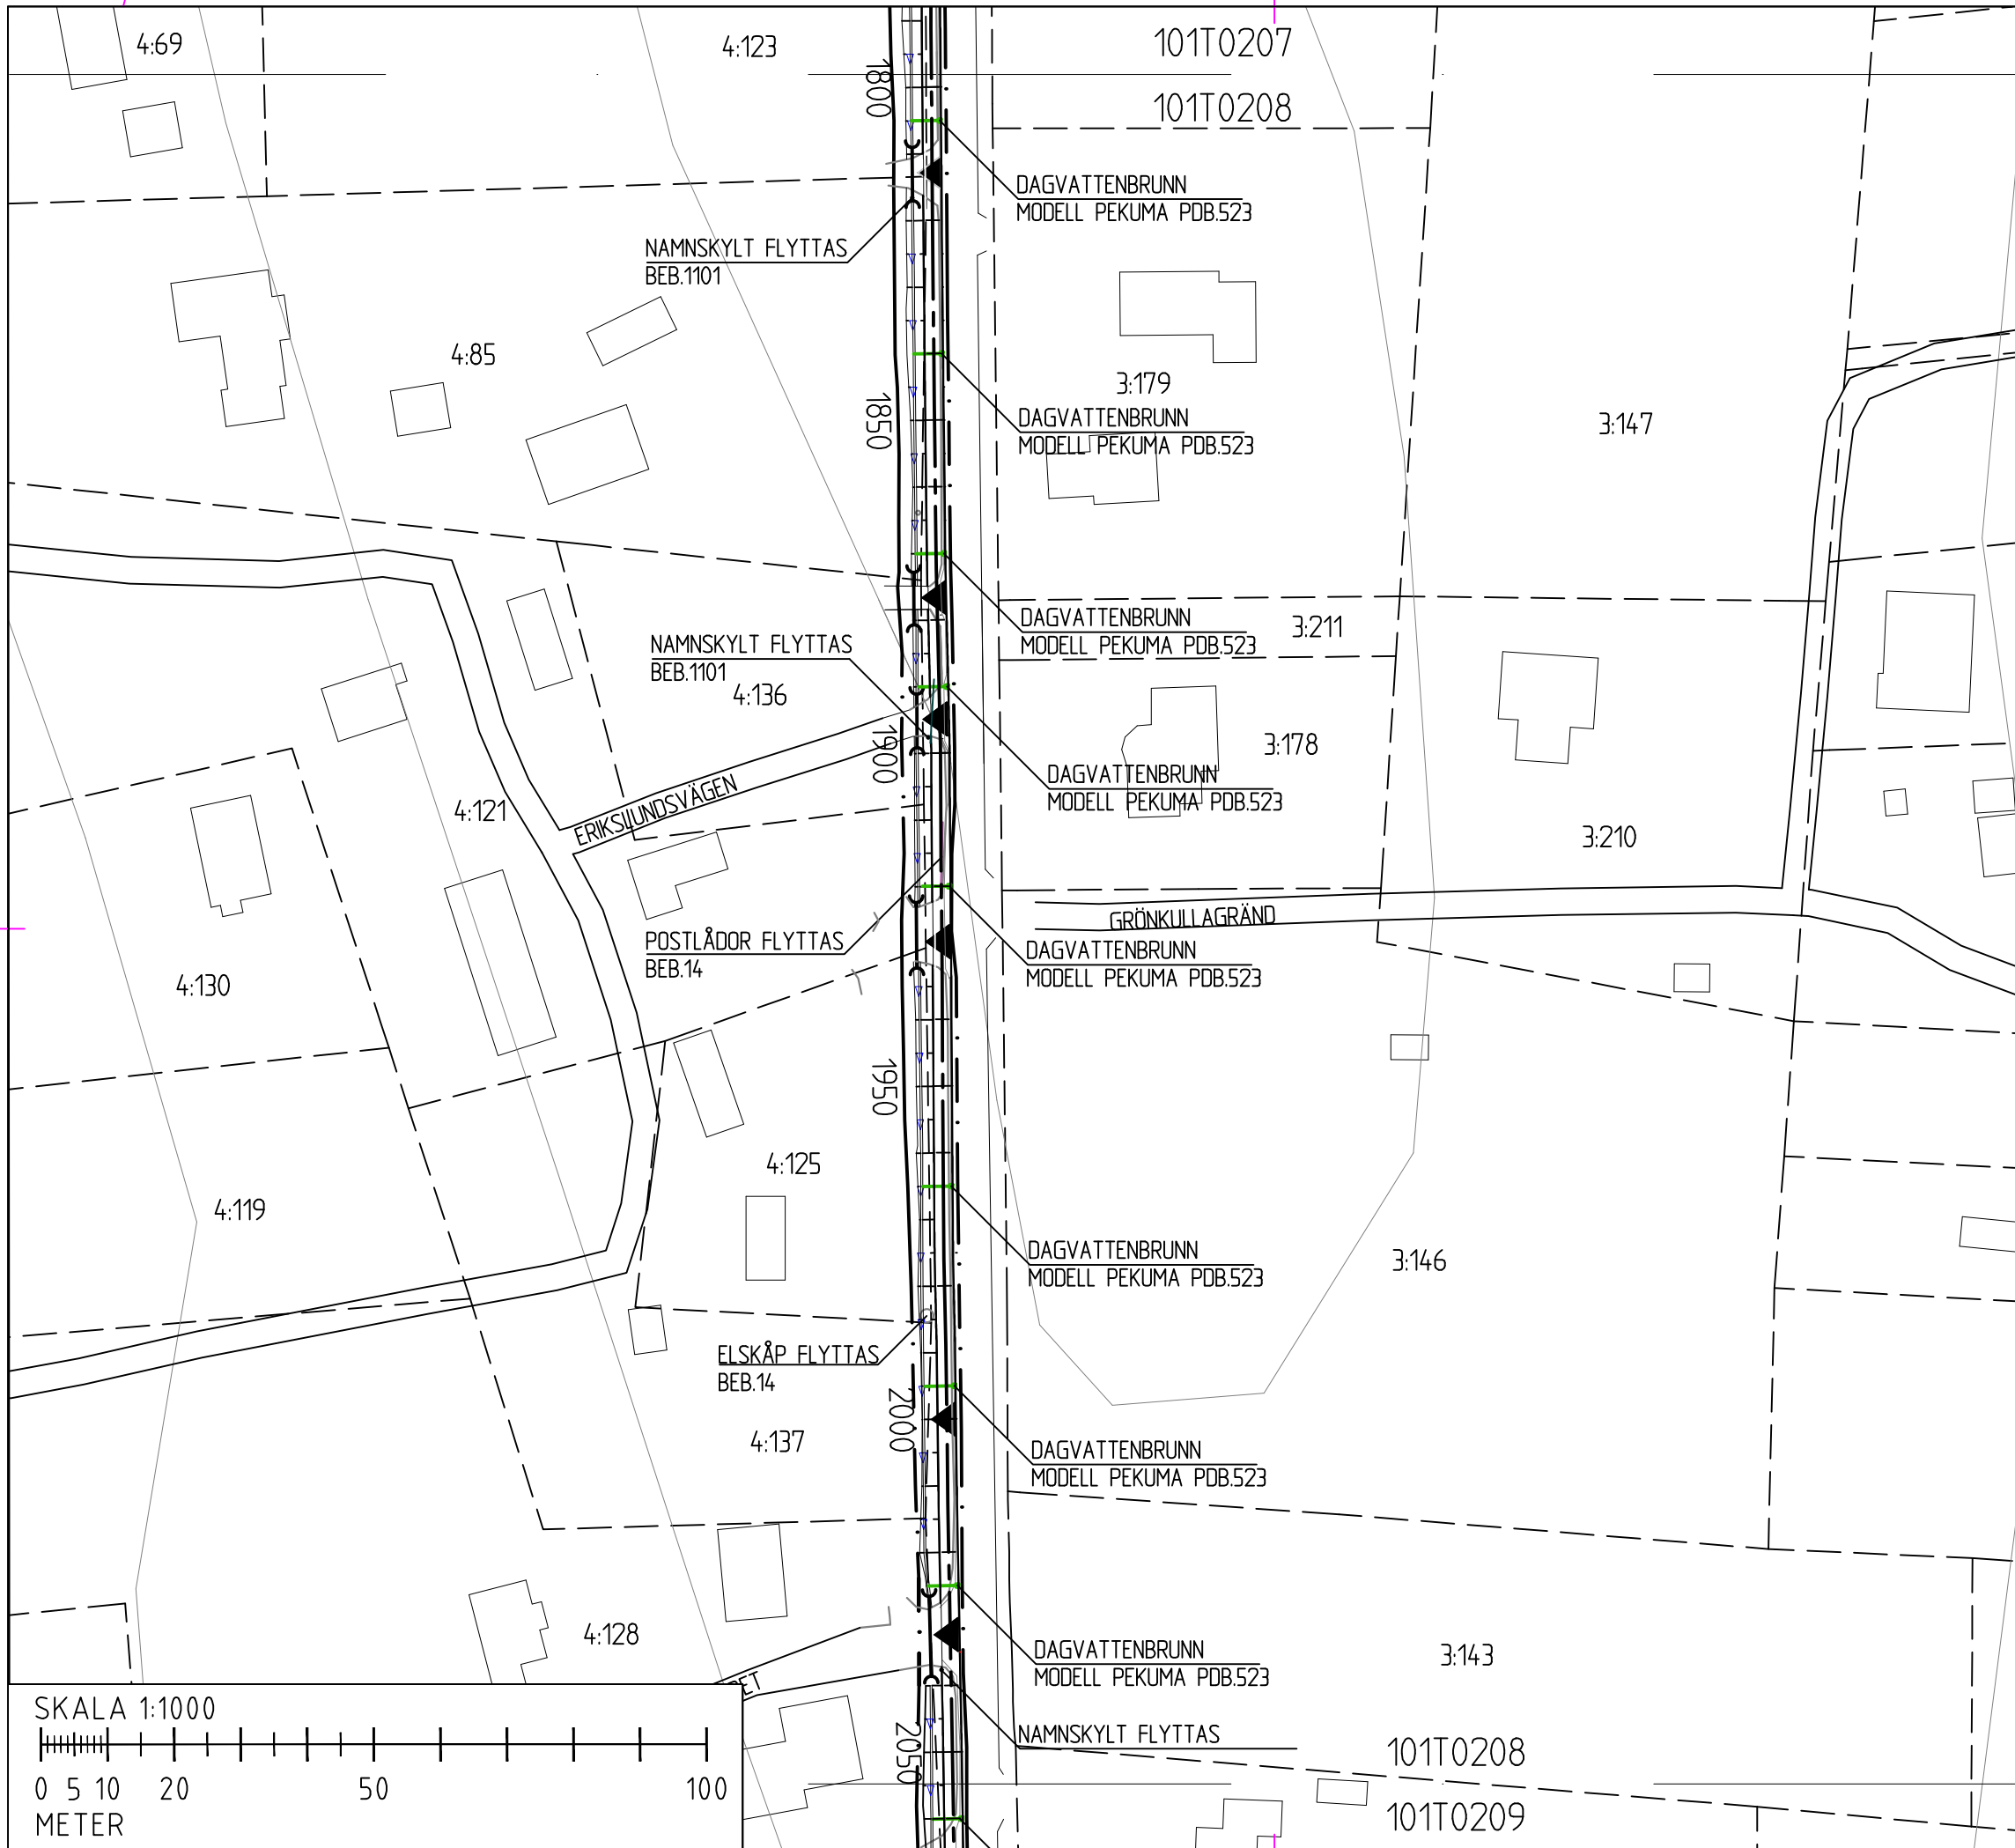 4:69
4:123
101T0207
1800
101T0208
DAGVATTENBRUNN
MODELL PEKUMA PDB.523
NAMNSKYLT FLYTTAS
BEB.1101
4:85
3:179
1850
DAGVATTENBRUNN
MODELL PEKUMA PDB.523
3:147
DAGVATTENBRUNN
MODELL PEKUMA PDB.523
3:211
NAMNSKYLT FLYTTAS
BEB.1101
4:136
1900
3:178
DAGVATTENBRUNN
MODELL PEKUMA PDB.523
4:121
ERIKSLUNDSVÄGEN
3:210
GRÖNKULLAGRÄND
POSTLÅDOR FLYTTAS
BEB.14
DAGVATTENBRUNN
MODELL PEKUMA PDB.523
4:130
1950
4:125
4:119
DAGVATTENBRUNN
MODELL PEKUMA PDB.523
3:146
ELSKÅP FLYTTAS
BEB.14
2000
4:137
DAGVATTENBRUNN
MODELL PEKUMA PDB.523
4:128
DAGVATTENBRUNN
MODELL PEKUMA PDB.523
3:143
SKALA 1:1000
0 5 10 20 50 100
METER
NAMNSKYLT FLYTTAS
2050
101T0208
101T0209